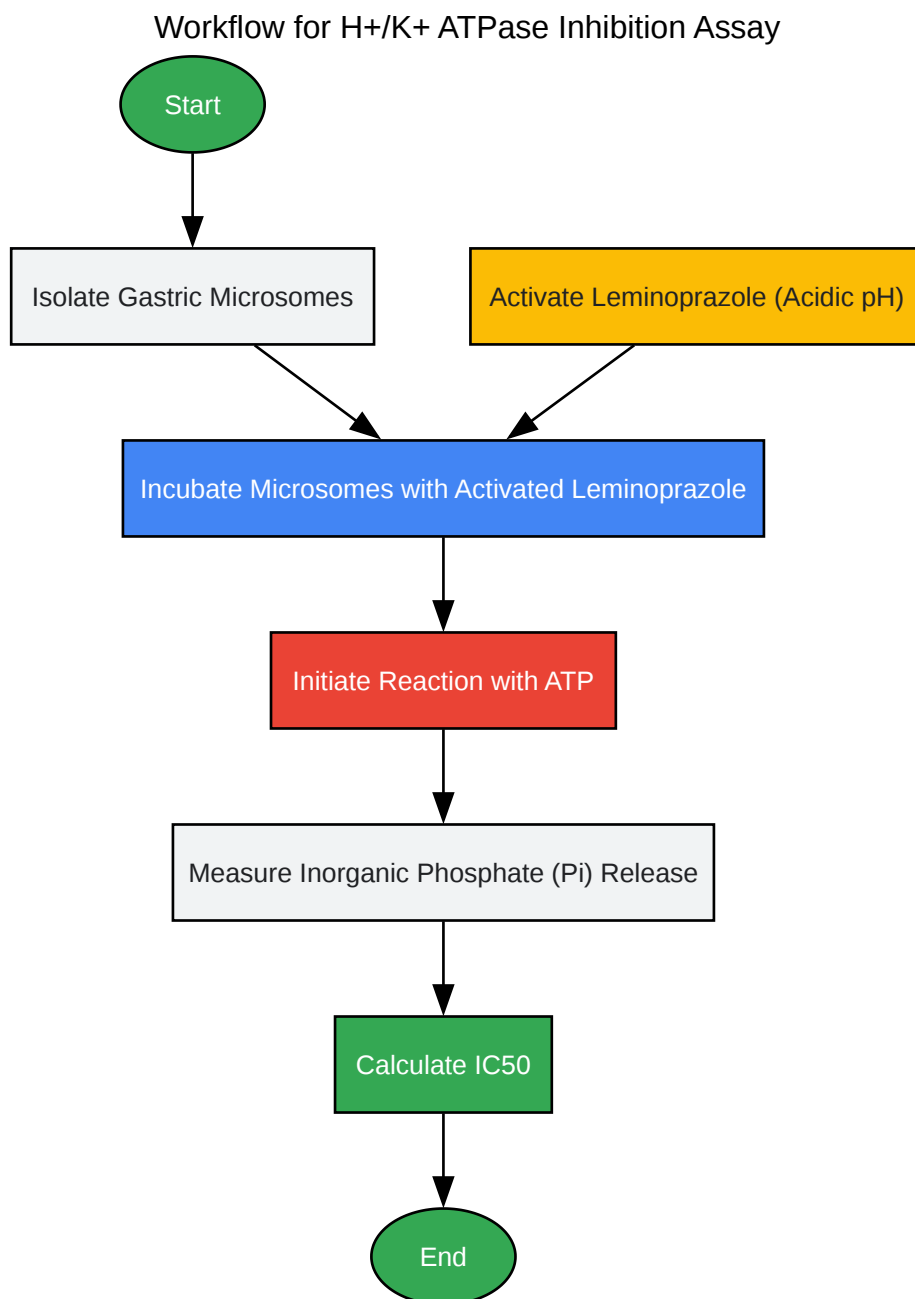 Workflow for H+/K+ ATPase Inhibition Assay
Start
Isolate Gastric Microsomes
Activate Leminoprazole (Acidic pH)
Incubate Microsomes with Activated Leminoprazole
Initiate Reaction with ATP
Measure Inorganic Phosphate (Pi) Release
Calculate IC50
End